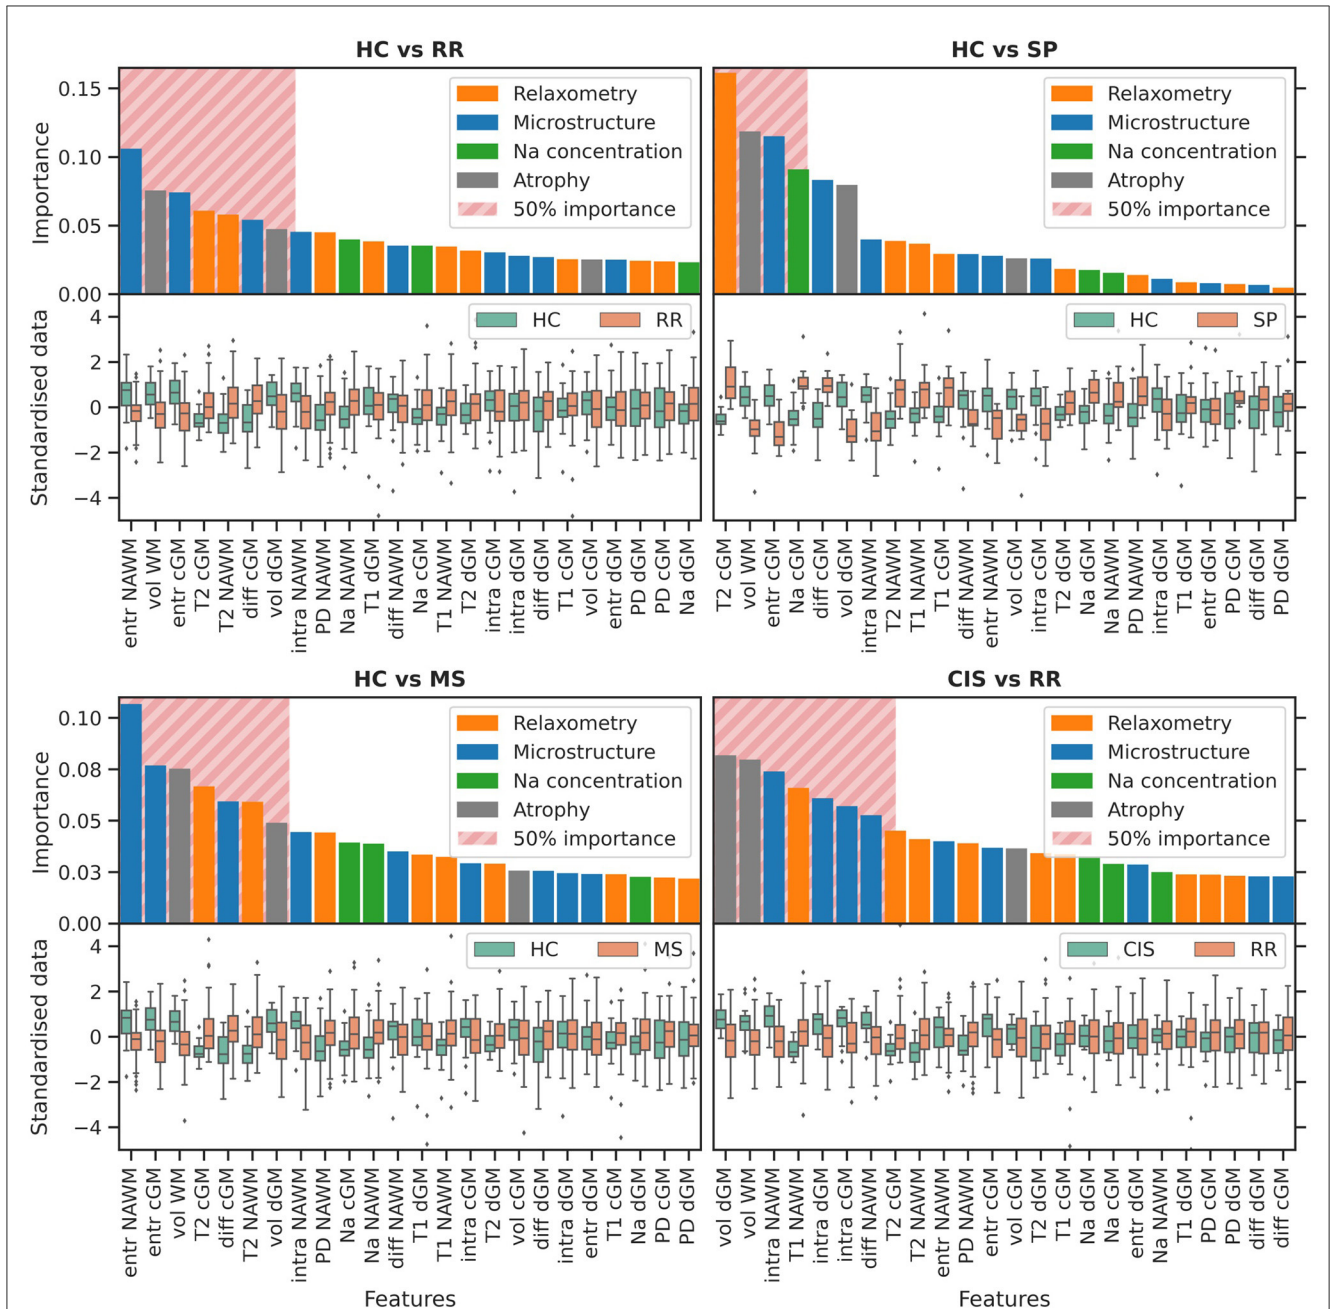 HC vs RR
Importance
0.15
0.10
0.05
0.00
Relaxometry
Microstructure
Na concentration
Atrophy
50% importance
Standardised data
4
2
0
−2
−4
HC RR
entr NAWM
vol WM
entr cGM
T2 cGM
T2 NAWM
diff cGM
vol dGM
intra NAWM
PD NAWM
Na NAWM
T1 dGM
diff NAWM
Na cGM
T1 NAWM
T2 dGM
intra cGM
intra dGM
diff dGM
T1 cGM
vol cGM
entr dGM
PD dGM
PD cGM
Na dGM
HC vs SP
Relaxometry
Microstructure
Na concentration
Atrophy
50% importance
HC SP
T2 cGM
vol WM
entr cGM
Na cGM
diff cGM
vol dGM
intra NAWM
T2 NAWM
T1 NAWM
T1 cGM
diff NAWM
entr NAWM
vol cGM
intra cGM
T2 dGM
Na dGM
Na NAWM
PD NAWM
intra dGM
T1 dGM
entr dGM
PD cGM
diff dGM
PD dGM
HC vs MS
Importance
0.10
0.08
0.05
0.03
0.00
Relaxometry
Microstructure
Na concentration
Atrophy
50% importance
Standardised data
4
2
0
−2
−4
HC MS
entr NAWM
entr cGM
vol WM
T2 cGM
diff cGM
T2 NAWM
vol dGM
intra NAWM
PD NAWM
Na cGM
Na NAWM
diff NAWM
T1 dGM
T1 NAWM
intra cGM
T2 dGM
vol cGM
diff dGM
intra dGM
entr dGM
T1 cGM
Na dGM
PD cGM
PD dGM
Features
CIS vs RR
Relaxometry
Microstructure
Na concentration
Atrophy
50% importance
CIS RR
vol dGM
vol WM
intra NAWM
T1 NAWM
intra dGM
intra cGM
diff NAWM
T2 cGM
T2 NAWM
entr NAWM
PD NAWM
entr cGM
vol cGM
T2 dGM
T1 cGM
Na dGM
Na cGM
entr dGM
Na NAWM
T1 dGM
PD cGM
PD dGM
diff dGM
diff cGM
Features